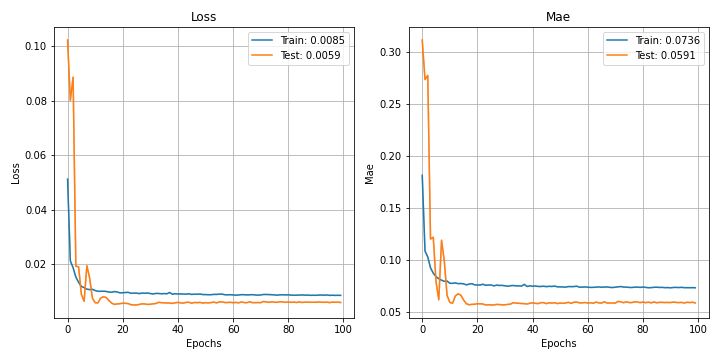 Loss
Train: 0.0085
Test: 0.0059
0.10
0.08
0.06
0.04
0.02
Loss
0 20 40 60 80 100
Epochs
Mae
Train: 0.0736
Test: 0.0591
0.30
0.25
0.20
0.15
0.10
0.05
Mae
0 20 40 60 80 100
Epochs